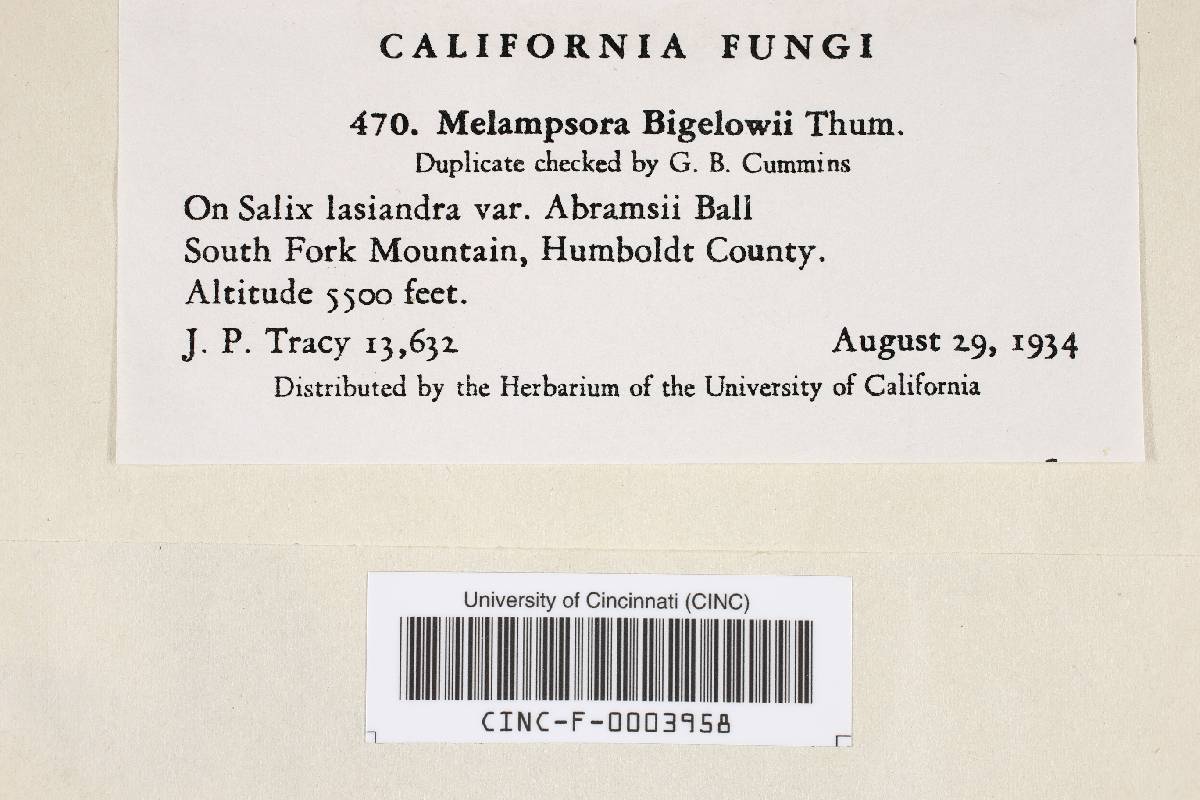 CALIFORNIA FUNGI
470. Melampsora Bigelowii Thum.
Duplicate checked by G. B. Cummins
On Salix lasiandra var. Abramsii Ball
South Fork Mountain, Humboldt County.
Altitude 5500 feet.
J. P. Tracy 13,632 August 29, 1934
Distributed by the Herbarium of the University of California
University of Cincinnati (CINC)
CINC-F-0003958